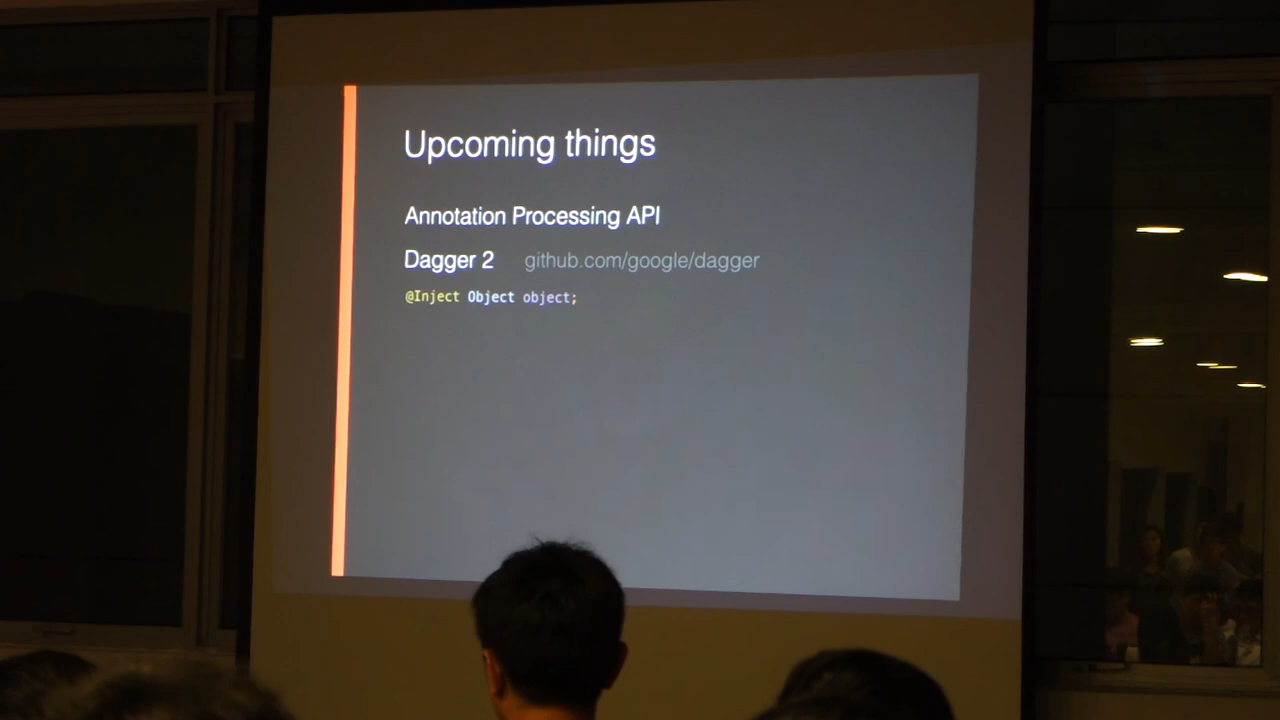 Upcoming things
Annotation Processing API
Dagger 2 github.com/google/dagger
@Inject Object object;